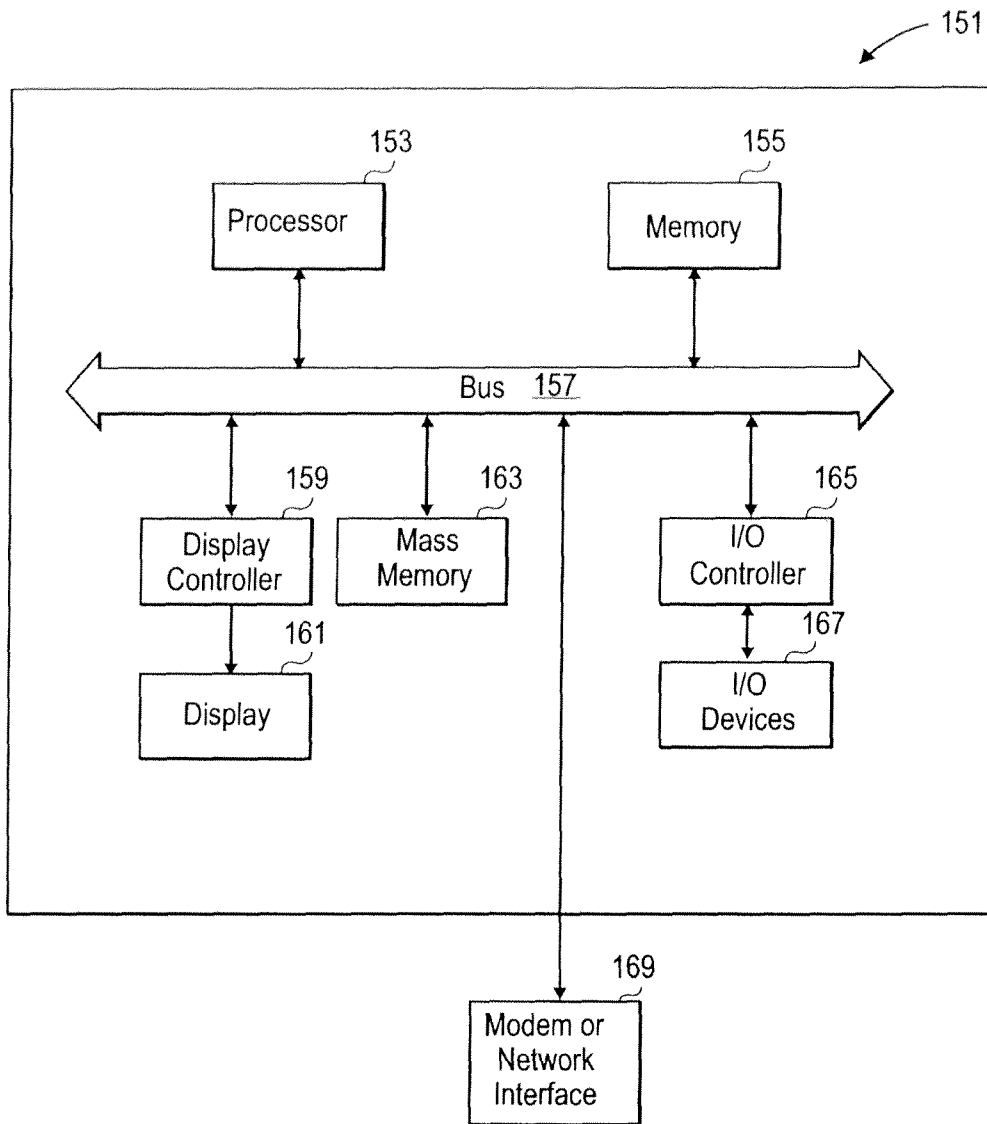 151
153
155
Processor
Memory
Bus 157
159
163
165
Display
Controller
Mass
Memory
I/O
Controller
161
167
Display
I/O
Devices
169
Modem or
Network
Interface